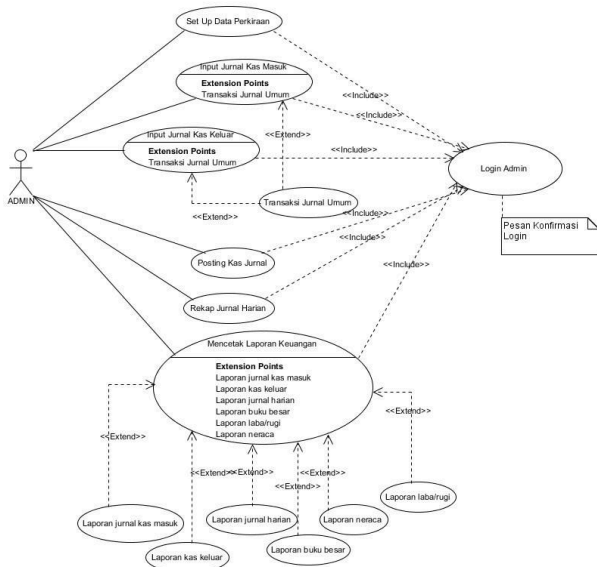 Set Up Data Perkiraan
Input Jurnal Kas Masuk
Extension Points
Transaksi Jurnal Umum
<<Include>>
<<Include>>
<<Extend>>
Input Jurnal Kas Keluar
Extension Points
Transaksi Jurnal Umum
<<Include>>
Login Admin
ADMIN
Transaksi Jurnal Umum
<<Extend>>
<<Include>>
Pesan Konfirmasi
Login
<<Include>>
Posting Kas Jurnal
<<Include>>
Rekap Jurnal Harian
Mencetak Laporan Keuangan
Extension Points
Laporan jurnal kas masuk
Laporan kas keluar
Laporan jurnal harian
Laporan buku besar
Laporan laba/rugi
Laporan neraca
<<Extend>>
<<Extend>>
<<Extend>>
<<Extend>>
<<Extend>>
<<Extend>>
Laporan laba/rugi
Laporan jurnal kas masuk
Laporan jurnal harian
Laporan neraca
Laporan kas keluar
Laporan buku besar